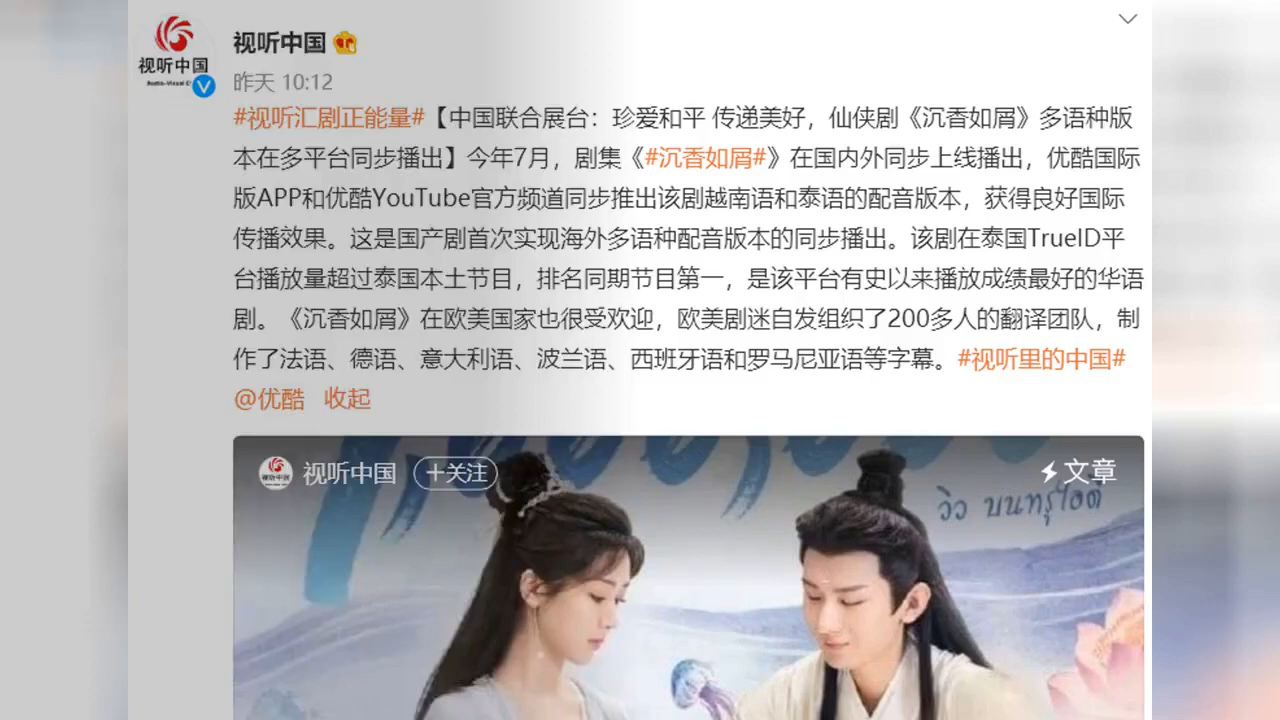 视听中国
视听中国
昨天 10:12
#视听汇剧正能量#【中国联合展台：珍爱和平 传递美好，仙侠剧《沉香如屑》多语种版
本在多平台同步播出】今年7月，剧集《#沉香如屑#》在国内外同步上线播出，优酷国际
版APP和优酷YouTube官方频道同步推出该剧越南语和泰语的配音版本，获得良好国际
传播效果。这是国产剧首次实现海外多语种配音版本的同步播出。该剧在泰国TrueID平
台播放量超过泰国本土节目，排名同期节目第一，是该平台有史以来播放成绩最好的华语
剧。《沉香如屑》在欧美国家也很受欢迎，欧美剧迷自发组织了200多人的翻译团队，制
作了法语、德语、意大利语、波兰语、西班牙语和罗马尼亚语等字幕。#视听里的中国#
@优酷 收起
视听中国 +关注
文章
วิว บนทรุไอด